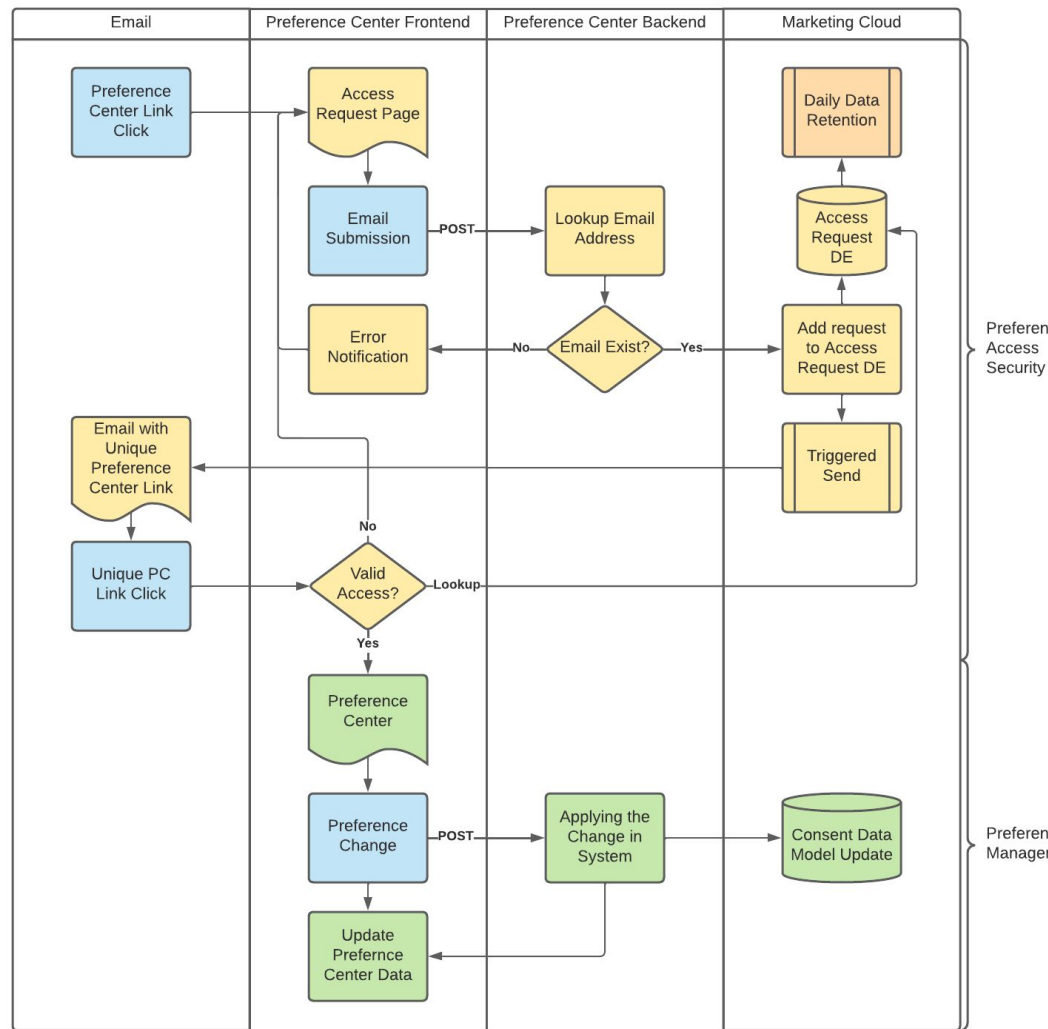 Email
Preference Center Frontend
Preference Center Backend
Marketing Cloud
Preference
Center Link
Click
Access
Request Page
Daily Data
Retention
Email
Submission
POST
Lookup Email
Address
Access
Request
DE
Error
Notification
No
Email Exist?
Yes
Add request
to Access
Request DE
Preferen
Access
Security
Email with
Unique
Preference
Center Link
Triggered
Send
No
Unique PC
Link Click
Valid
Access?
Lookup
Yes
Preference
Center
Preference
Change
POST
Applying the
Change in
System
Consent Data
Model Update
Preferen
Manager
Update
Prefernce
Center Data